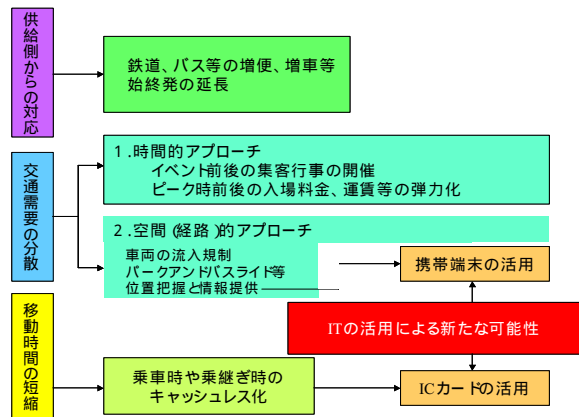 供給側からの対応
鉄道、バス等の増便、増車等
始終発の延長
交通需要の分散
1.時間的アプローチ
イベント前後の集客行事の開催
ピーク時前後の入場料金、運賃等の弾力化
2.空間(経路)的アプローチ
車両の流入規制
パークアンドバスライド等
位置把握と情報提供
携帯端末の活用
ITの活用による新たな可能性
移動時間の短縮
乗車時や乗継ぎ時の
キャッシュレス化
ICカードの活用